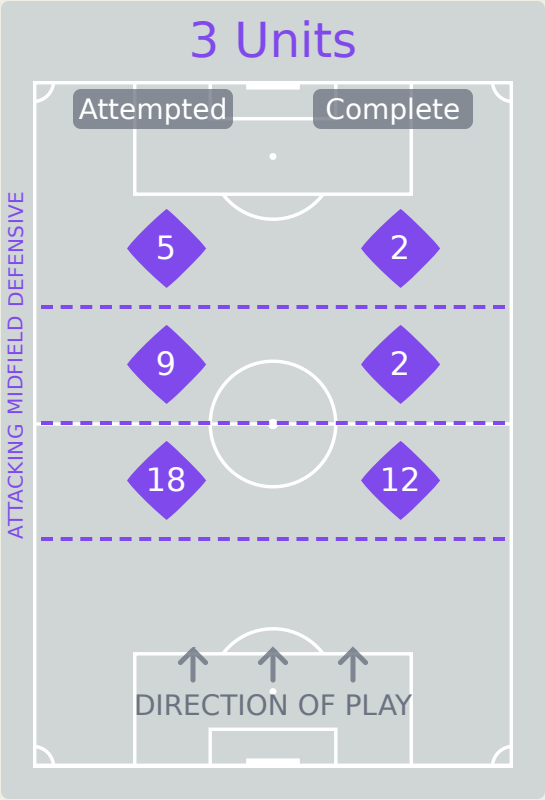 3 Units
Attempted Complete
ATTACKING MIDFIELD DEFENSIVE
5 2
9 2
18 12
DIRECTION OF PLAY